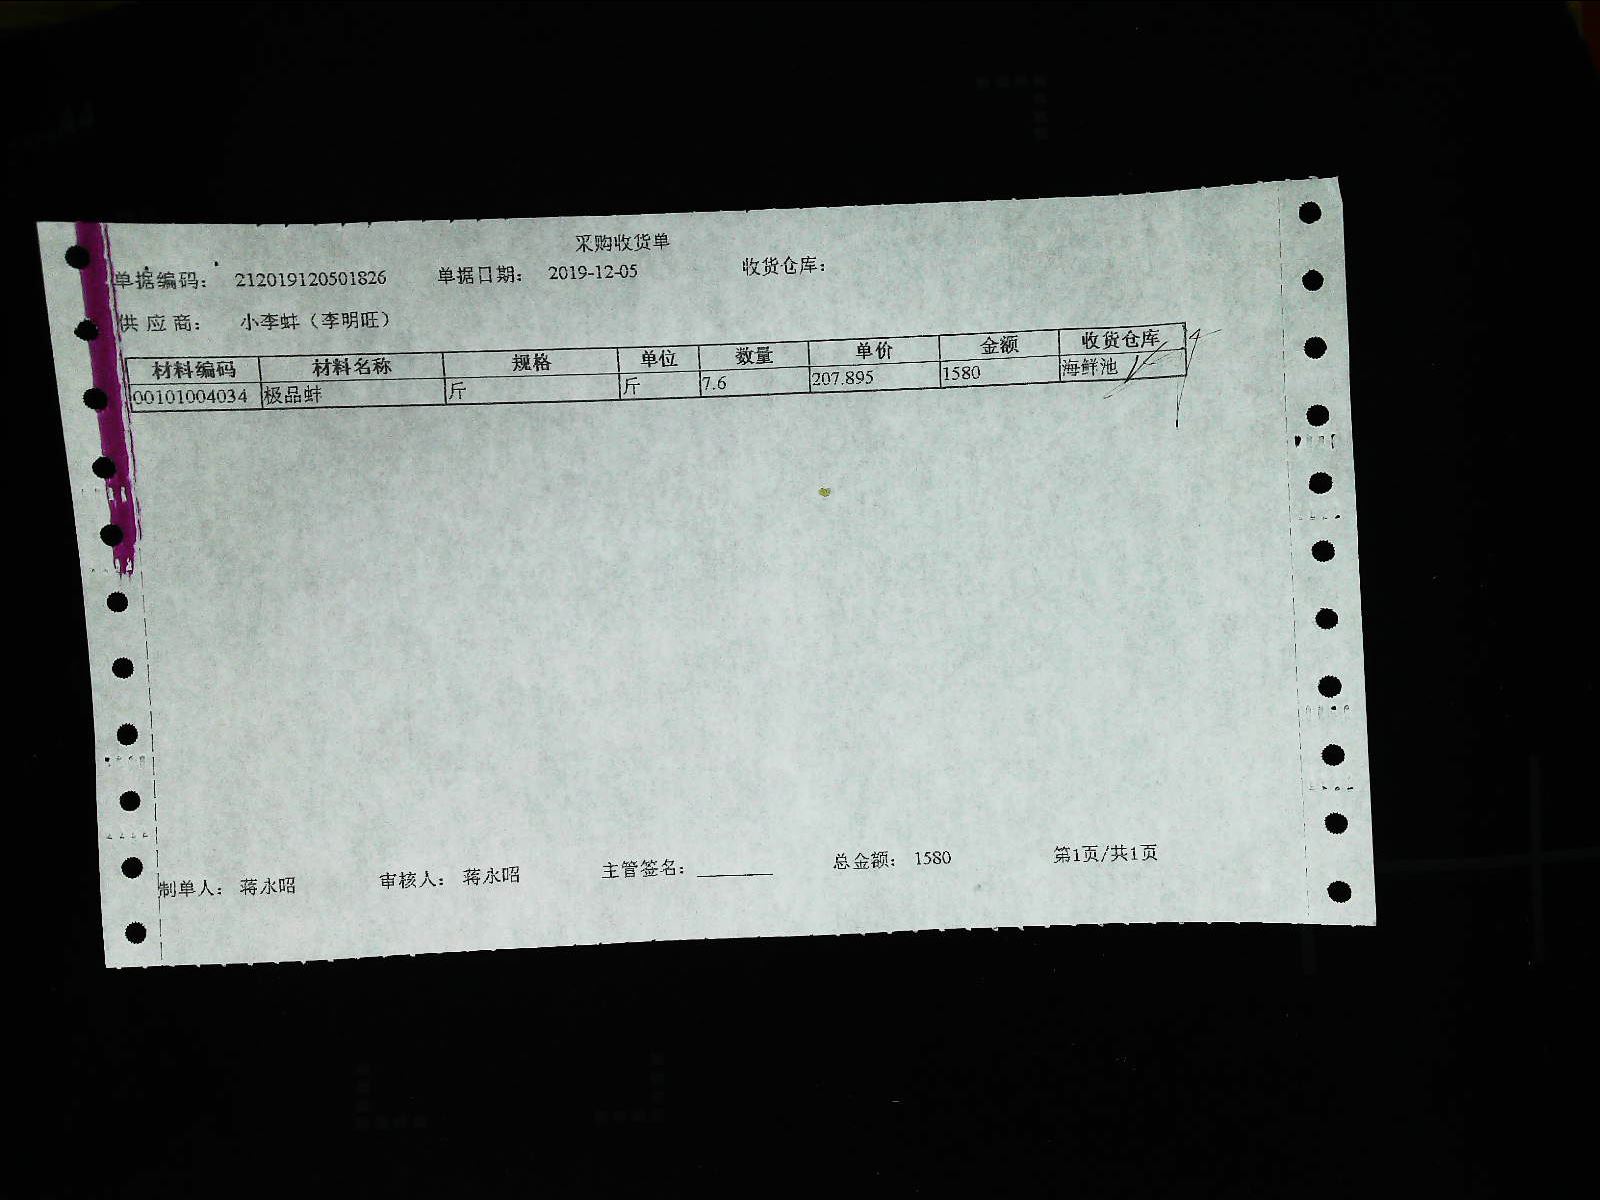 采购收货单
单据编码： 212019120501826 单据日期： 2019-12-05 收货仓库：
供应商： 小李蚌（李明旺）
材料编码 材料名称 规格 单位 数量 单价 金额 收货仓库
00101004034 极品蚌 斤 斤 7.6 207.895 1580 海鲜池
制单人： 蒋永昭 审核人： 蒋永昭 主管签名：________ 总金额： 1580 第1页/共1页